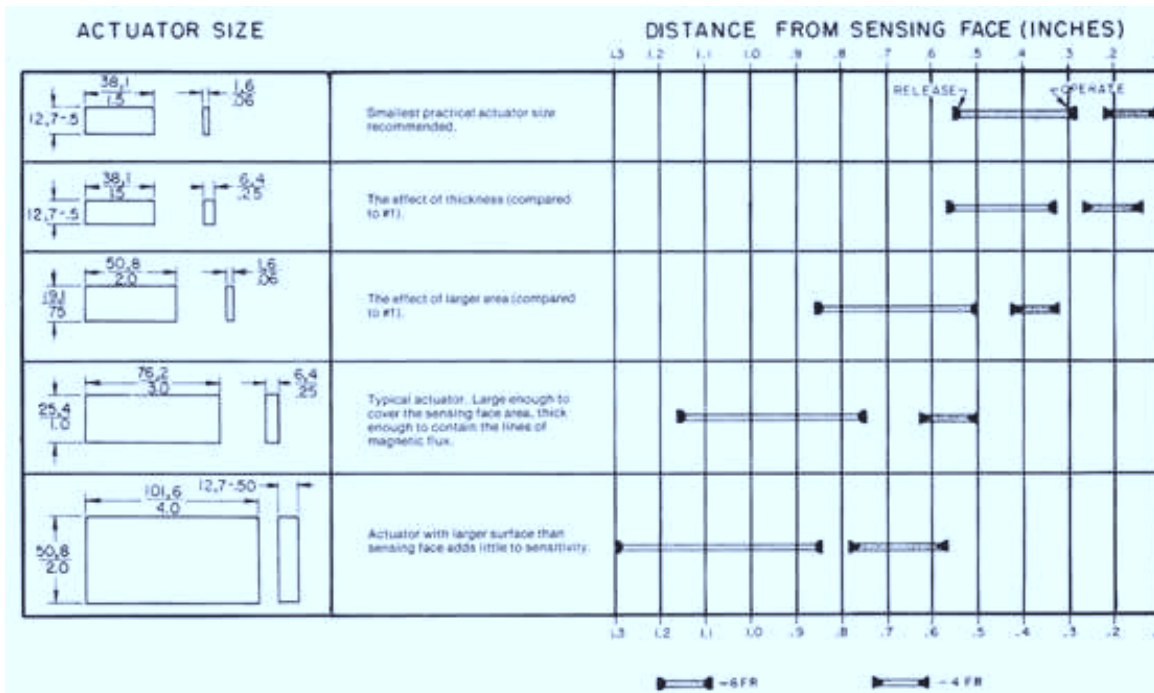 ACTUATOR SIZE
DISTANCE FROM SENSING FACE (INCHES)
1.3 1.2 1.1 1.0 .9 .8 .7 .6 .5 .4 .3 .2
38,1
1.5
1,6
.06
12,7-.5
Smallest practical actuator size
recommended.
RELEASE
OPERATE
38,1
1.5
6,4
.25
12,7-.5
The effect of thickness (compared
to #1).
50,8
2.0
1,6
.06
19,1
.75
The effect of larger area (compared
to #1).
76,2
3.0
6,4
.25
25,4
1.0
Typical actuator. Large enough to
cover the sensing face area, thick
enough to contain the lines of
magnetic flux.
101,6
4.0
12,7-.50
50,8
2.0
Actuator with larger surface than
sensing face adds little to sensitivity.
1.3 1.2 1.1 1.0 .9 .8 .7 .6 .5 .4 .3 .2
-6FR
-4FR